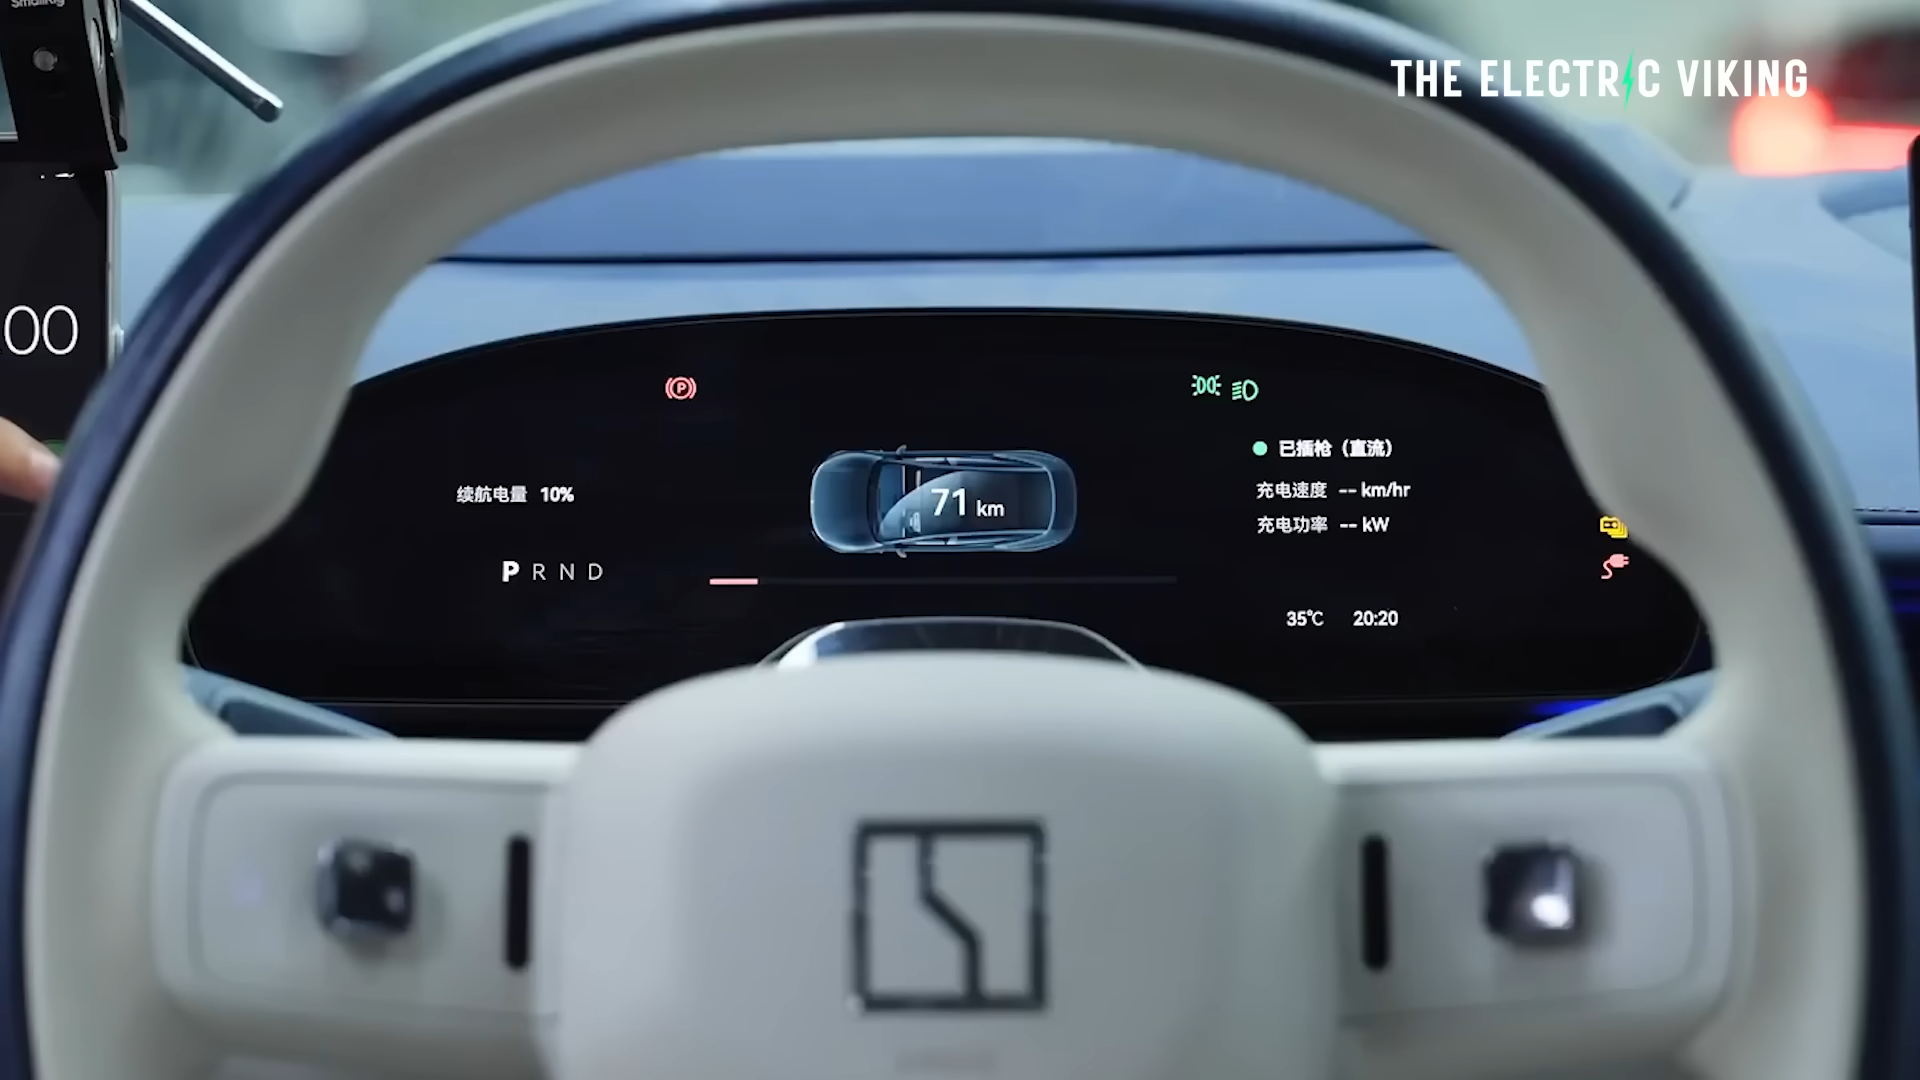 SmallRig
THE ELECTRIC VIKING
00
已插枪（直流）
续航电量 10%
71 km
充电速度 -- km/hr
充电功率 -- kW
P R N D
35℃ 20:20